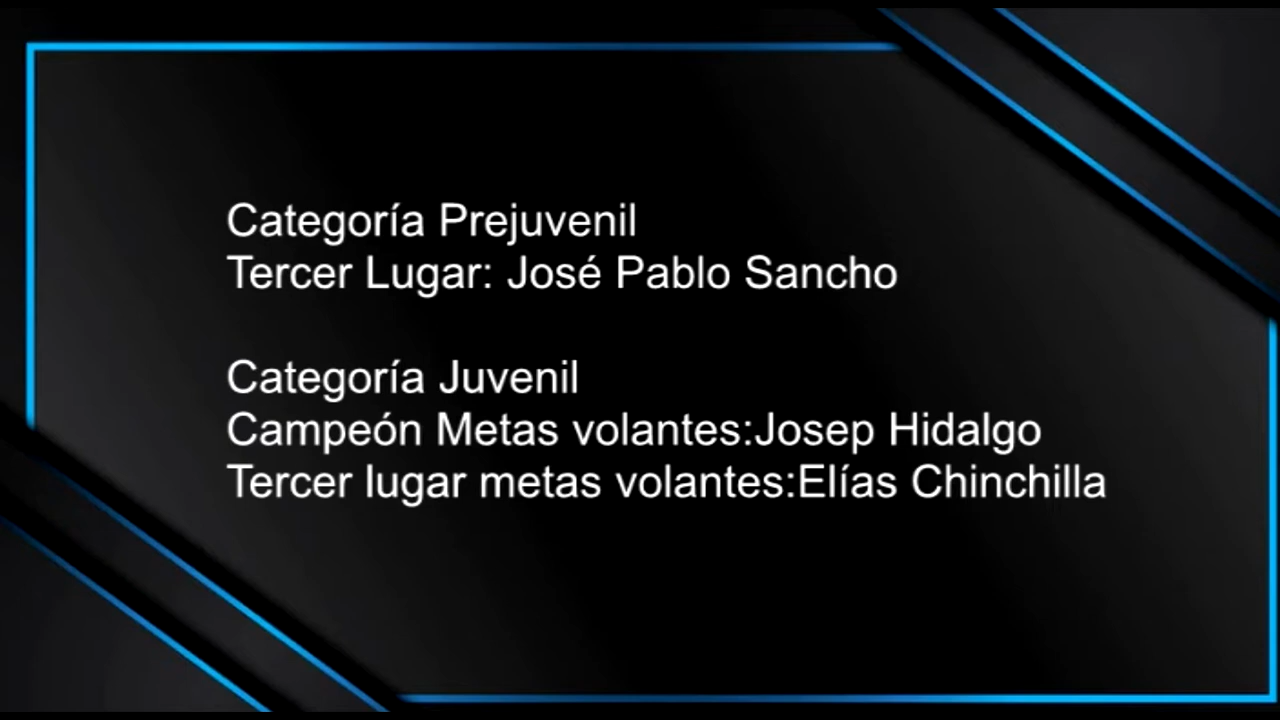 Categoría Prejuvenil
Tercer Lugar: José Pablo Sancho
Categoría Juvenil
Campeón Metas volantes:Josep Hidalgo
Tercer lugar metas volantes:Elías Chinchilla